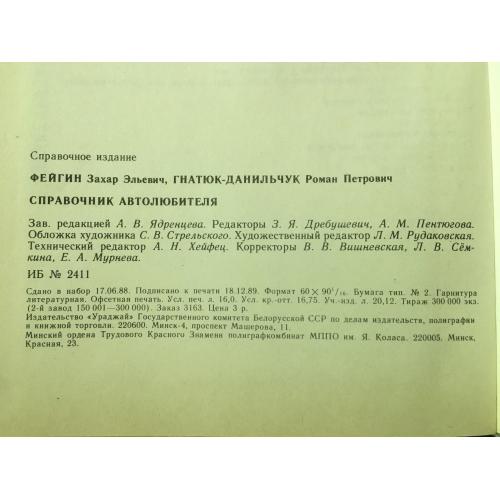 Справочное издание
ФЕЙГИН Захар Эльевич, ГНАТЮК-ДАНИЛЬЧУК Роман Петрович
СПРАВОЧНИК АВТОЛЮБИТЕЛЯ
Зав. редакцией А. В. Ядренцева. Редакторы З. Я. Дребушевич, А. М. Пентюгова.
Обложка художника С. В. Стрельского. Художественный редактор Л. М. Рудаковская.
Технический редактор А. Н. Хейфец. Корректоры В. В. Вишневская, Л. В. Сём-
кина, Е. А. Мурнева.
ИБ № 2411
Сдано в набор 17.06.88. Подписано к печати 18.12.89. Формат 60×90¹/₁₆. Бумага тип. № 2. Гарнитура
литературная. Офсетная печать. Усл. печ. л. 16,0. Усл. кр.-отт. 16,75. Уч.-изд. л. 20,12. Тираж 300 000 экз.
(2-й завод 150 001—300 000). Заказ 3163. Цена 3 р.
Издательство «Ураджай» Государственного комитета Белорусской ССР по делам издательств, полиграфии
и книжной торговли. 220600. Минск-4, проспект Машерова, 11.
Минский ордена Трудового Красного Знамени полиграфкомбинат МППО им. Я. Коласа. 220005. Минск,
Красная, 23.